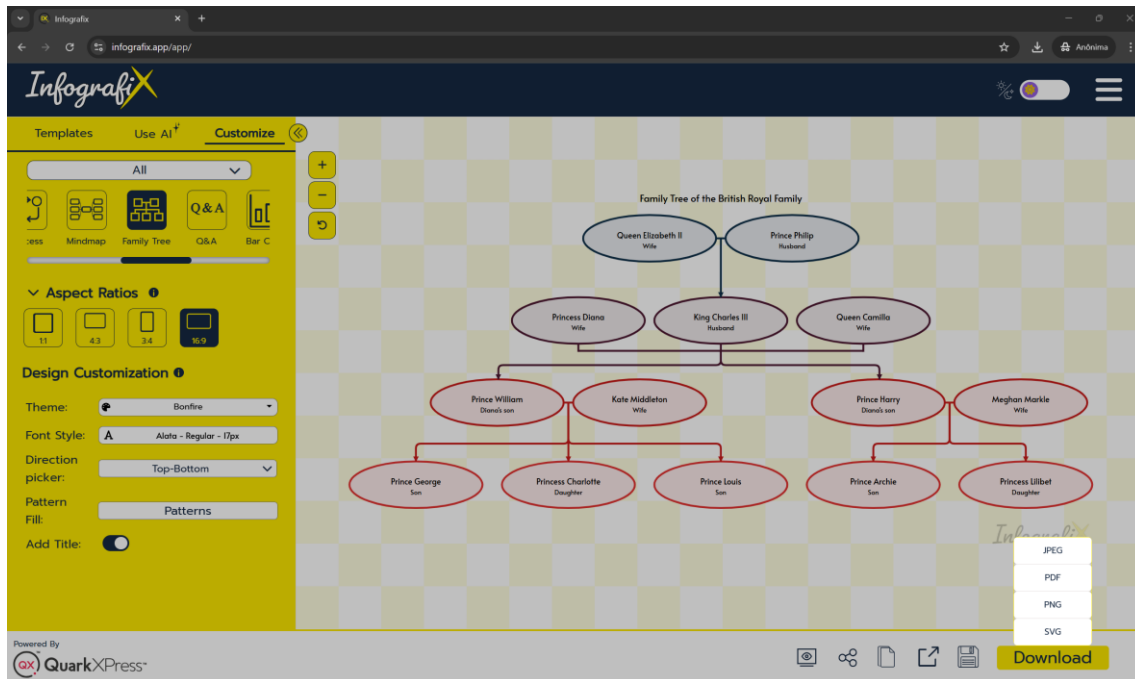 Infografix
infografix.app/app/
Anônima
InfografiX
Templates
Use AI
Customize
All
cess
Mindmap
Family Tree
Q&A
Q&A
Bar C
Aspect Ratios
1:1
4:3
3:4
16:9
Design Customization
Theme:
Bonfire
Font Style:
A
Alata - Regular - 17px
Direction
picker:
Top-Bottom
Pattern
Fill:
Patterns
Add Title:
Family Tree of the British Royal Family
Queen Elizabeth II
Wife
Prince Philip
Husband
Princess Diana
Wife
King Charles III
Husband
Queen Camilla
Wife
Prince William
Diana's son
Kate Middleton
Wife
Prince Harry
Diana's son
Meghan Markle
Wife
Prince George
Son
Princess Charlotte
Daughter
Prince Louis
Son
Prince Archie
Son
Princess Lilibet
Daughter
InfografiX
JPEG
PDF
PNG
SVG
Download
Powered By
QX QuarkXPress